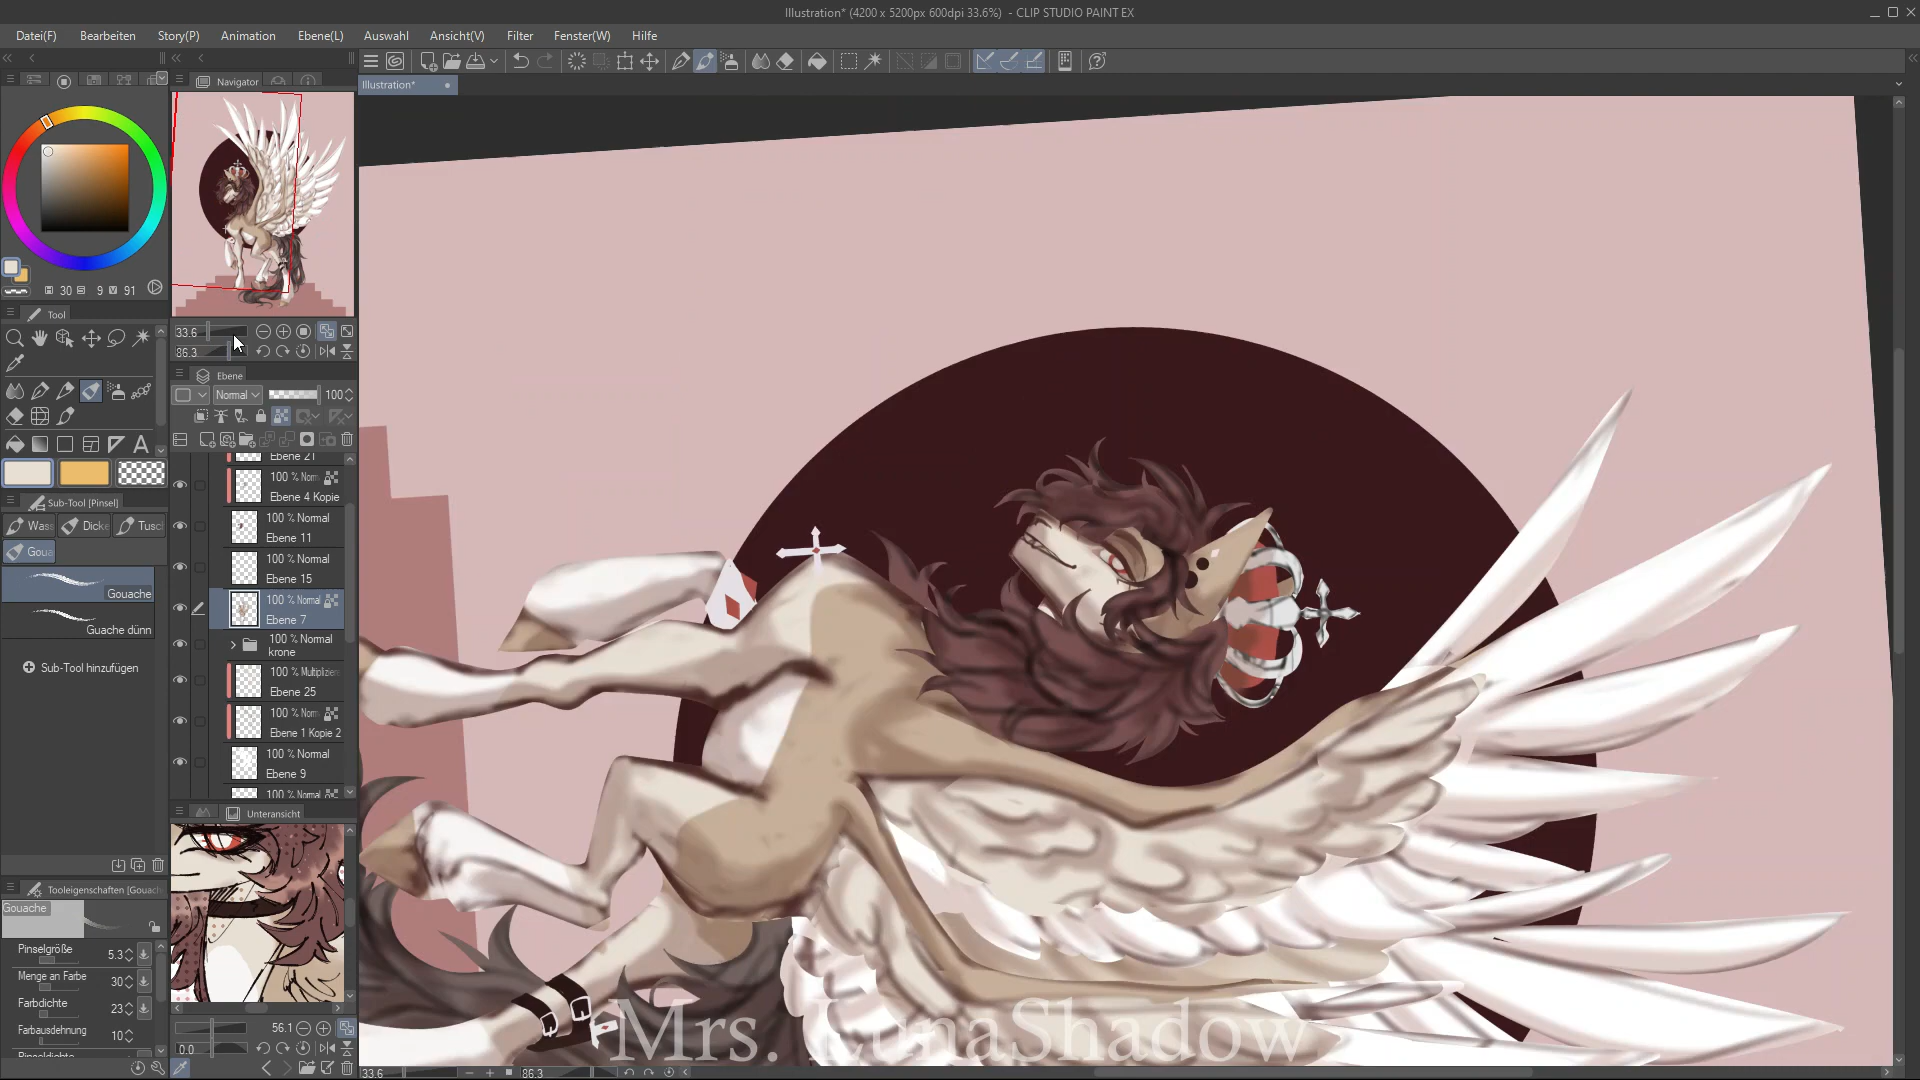 Illustration* (4200 x 5200px 600dpi 33.6%) - CLIP STUDIO PAINT EX
Datei(F) Bearbeiten Story(P) Animation Ebene(L) Auswahl Ansicht(V) Filter Fenster(W) Hilfe
Navigator
Illustration*
30 9 91
Tool
33.6
86.3
Ebene
Normal 100
Ebene 21
100 % Norm
Ebene 4 Kopie
100 % Normal
Ebene 11
100 % Normal
Ebene 15
100 % Normal
Ebene 7
100 % Normal
krone
100 % Multiplizien
Ebene 25
100 % Norm
Ebene 1 Kopie 2
100 % Normal
Ebene 9
100 % Normal
Sub-Tool [Pinsel]
Wass Dicke Tusch
Goua
Gouache
Guache dünn
Sub-Tool hinzufügen
Unteransicht
Tooleigenschaften [Gouach
Gouache
Pinselgröße 5.3
Menge an Farbe 30
Farbdichte 23
Farbausdehnung 10
Pinseldichte
56.1
0.0
33.6 86.3
Mrs. LunaShadow